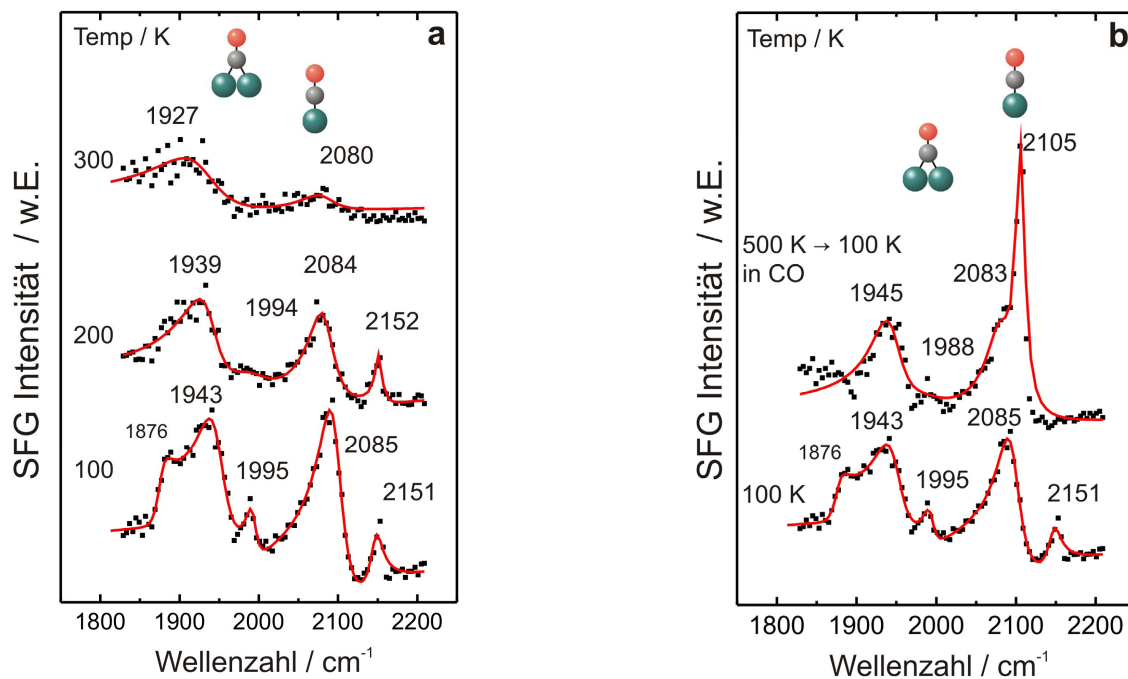 Temp / K
a
1927
2080
300
1939
1994
2084
2152
200
1943
1876
1995
2085
2151
100
SFG Intensität / w.E.
1800 1900 2000 2100 2200
Wellenzahl / cm⁻¹
Temp / K
b
2105
500 K → 100 K
in CO
2083
1945
1988
1943
2085
1876
1995
2151
100 K
SFG Intensität / w.E.
1800 1900 2000 2100 2200
Wellenzahl / cm⁻¹